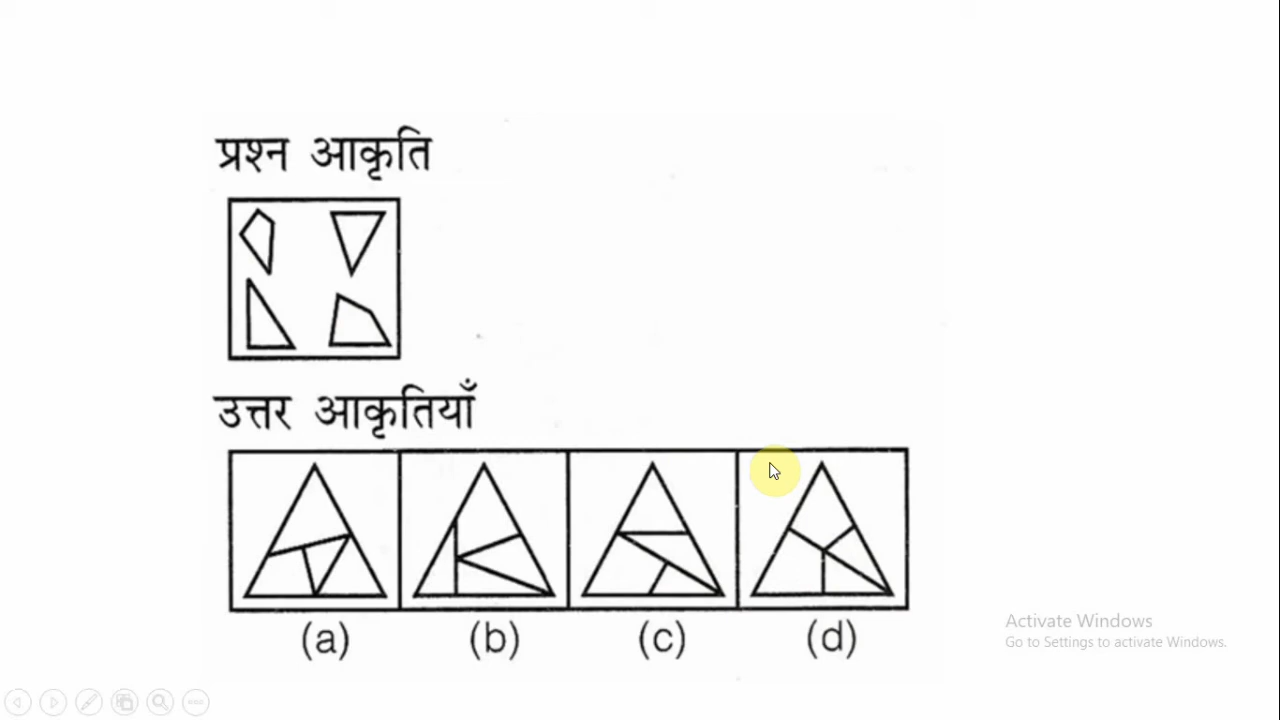 प्रश्न आकृति
उत्तर आकृतियाँ
(a) (b) (c) (d)
Activate Windows
Go to Settings to activate Windows.